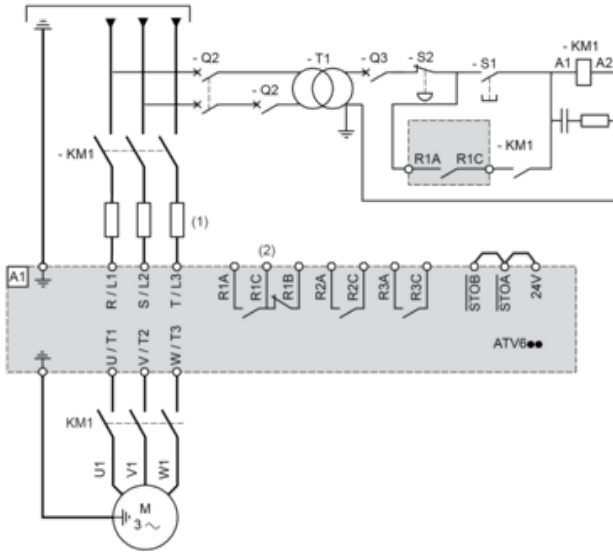 - Q2
- T1
- Q3
- S2
- S1
- KM1
A1
A2
- Q2
- KM1
R1A
R1C
- KM1
(1)
(2)
A1
R / L1
S / L2
T / L3
R1A
R1C
R1B
R2A
R2C
R3A
R3C
STOB
STOA
24V
U / T1
V / T2
W / T3
ATV6●●
KM1
U1
V1
W1
M
3 ~